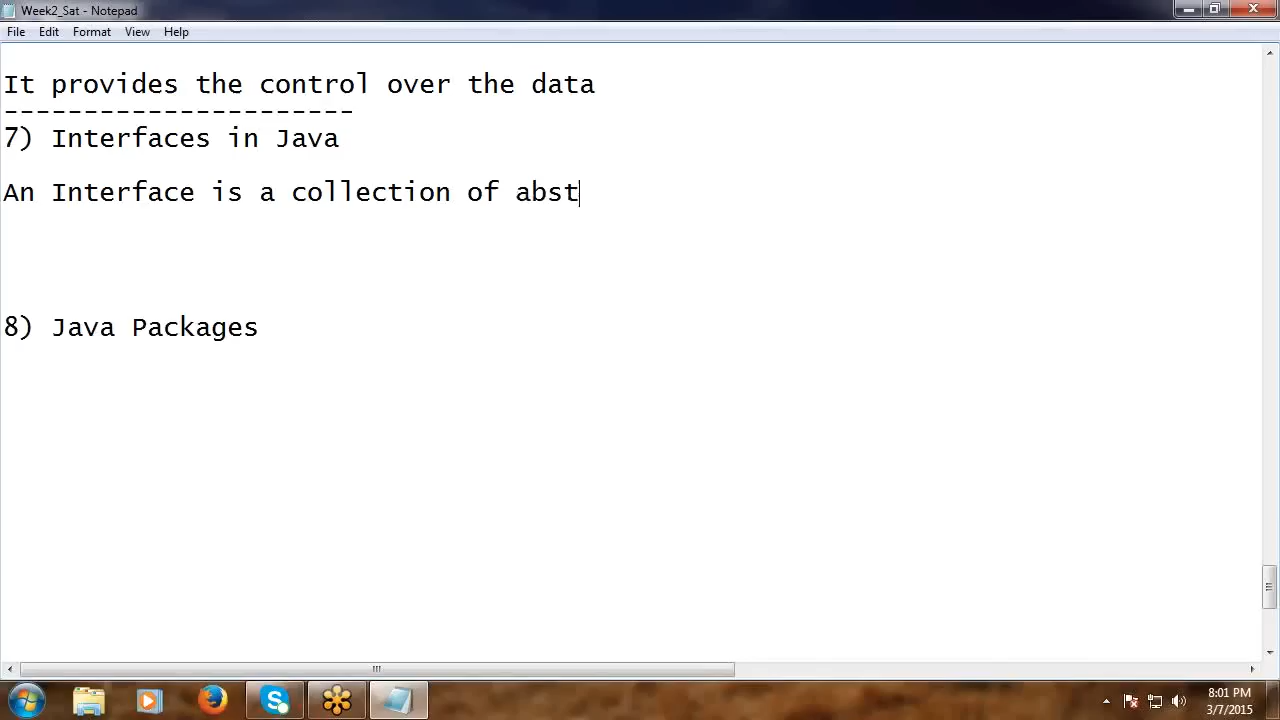 Week2_Sat - Notepad
File Edit Format View Help
It provides the control over the data
----------------------
7) Interfaces in Java
An Interface is a collection of abst
8) Java Packages
8:01 PM
3/7/2015